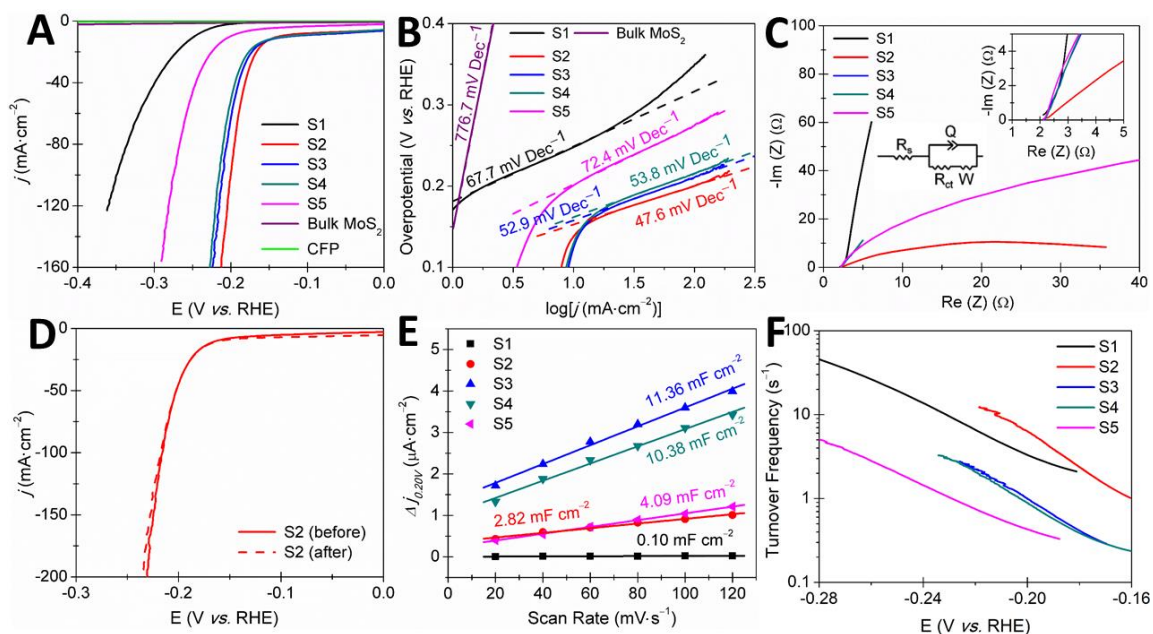 A
j (mA·cm⁻²)
0
-40
-80
-120
-160
S1
S2
S3
S4
S5
Bulk MoS₂
CFP
-0.4
-0.3
-0.2
-0.1
0.0
E (V vs. RHE)
B
Overpotential (V vs. RHE)
0.4
0.3
0.2
0.1
S1
S2
S3
S4
S5
Bulk MoS₂
776.7 mV Dec⁻¹
67.7 mV Dec⁻¹
72.4 mV Dec⁻¹
53.8 mV Dec⁻¹
52.9 mV Dec⁻¹
47.6 mV Dec⁻¹
0.0
0.5
1.0
1.5
2.0
2.5
log[j (mA·cm⁻²)]
C
-Im (Z) (Ω)
100
80
60
40
20
0
S1
S2
S3
S4
S5
-Im (Z) (Ω)
4
2
0
1
2
3
4
5
Re (Z) (Ω)
Rs
Q
Rct
W
0
10
20
30
40
Re (Z) (Ω)
D
j (mA·cm⁻²)
0
-50
-100
-150
-200
S2 (before)
S2 (after)
-0.3
-0.2
-0.1
0.0
E (V vs. RHE)
E
Δj0.20V (μA·cm⁻²)
5
4
3
2
1
0
S1
S2
S3
S4
S5
11.36 mF cm⁻²
10.38 mF cm⁻²
2.82 mF cm⁻²
4.09 mF cm⁻²
0.10 mF cm⁻²
20
40
60
80
100
120
Scan Rate (mV·s⁻¹)
F
Turnover Frequency (s⁻¹)
100
10
1
0.1
S1
S2
S3
S4
S5
-0.28
-0.24
-0.20
-0.16
E (V vs. RHE)